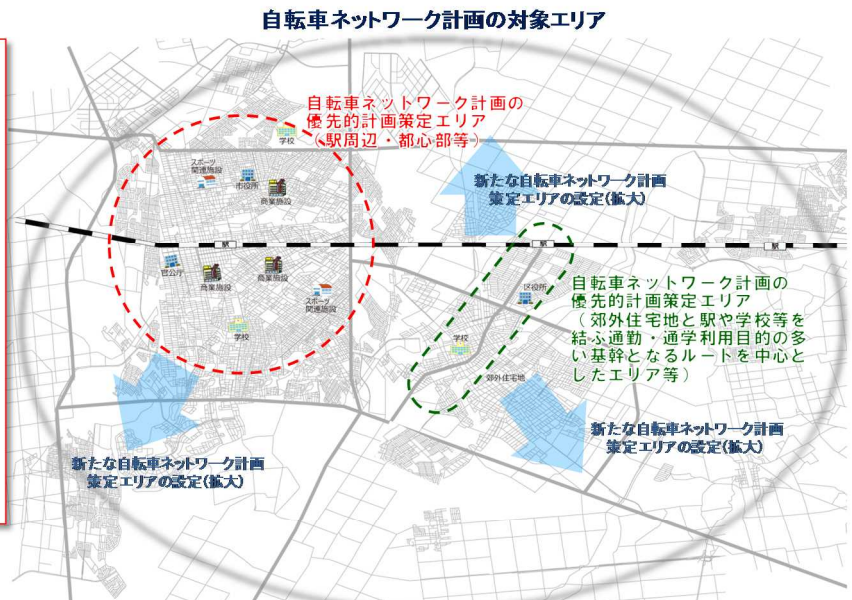 自転車ネットワーク計画の対象エリア
自転車ネットワーク計画の
優先的計画策定エリア
（駅周辺・都心部等）
学校
スポーツ
関連施設
市役所
商業施設
新たな自転車ネットワーク計画
策定エリアの設定(拡大)
駅
駅
駅
官公庁
商業施設
商業施設
スポーツ
関連施設
学校
区役所
自転車ネットワーク計画の
優先的計画策定エリア
（郊外住宅地と駅や学校等を
結ぶ通勤・通学利用目的の多
い基幹となるルートを中心と
したエリア等）
学校
郊外住宅地
新たな自転車ネットワーク計画
策定エリアの設定(拡大)
新たな自転車ネットワーク計画
策定エリアの設定(拡大)